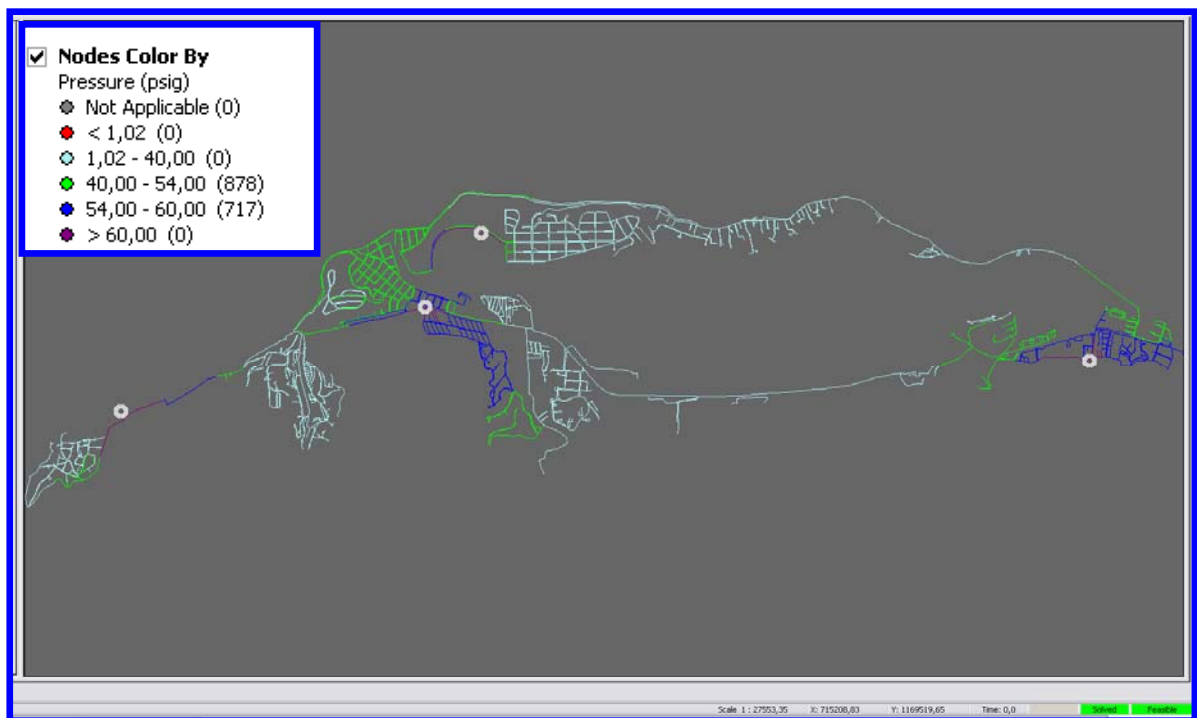 Nodes Color By
Pressure (psig)
Not Applicable (0)
< 1,02 (0)
1,02 - 40,00 (0)
40,00 - 54,00 (878)
54,00 - 60,00 (717)
> 60,00 (0)
Scale 1 : 27553,35 X: 715208,83 Y: 1169519,65 Time: 0,0 Solved Feasible